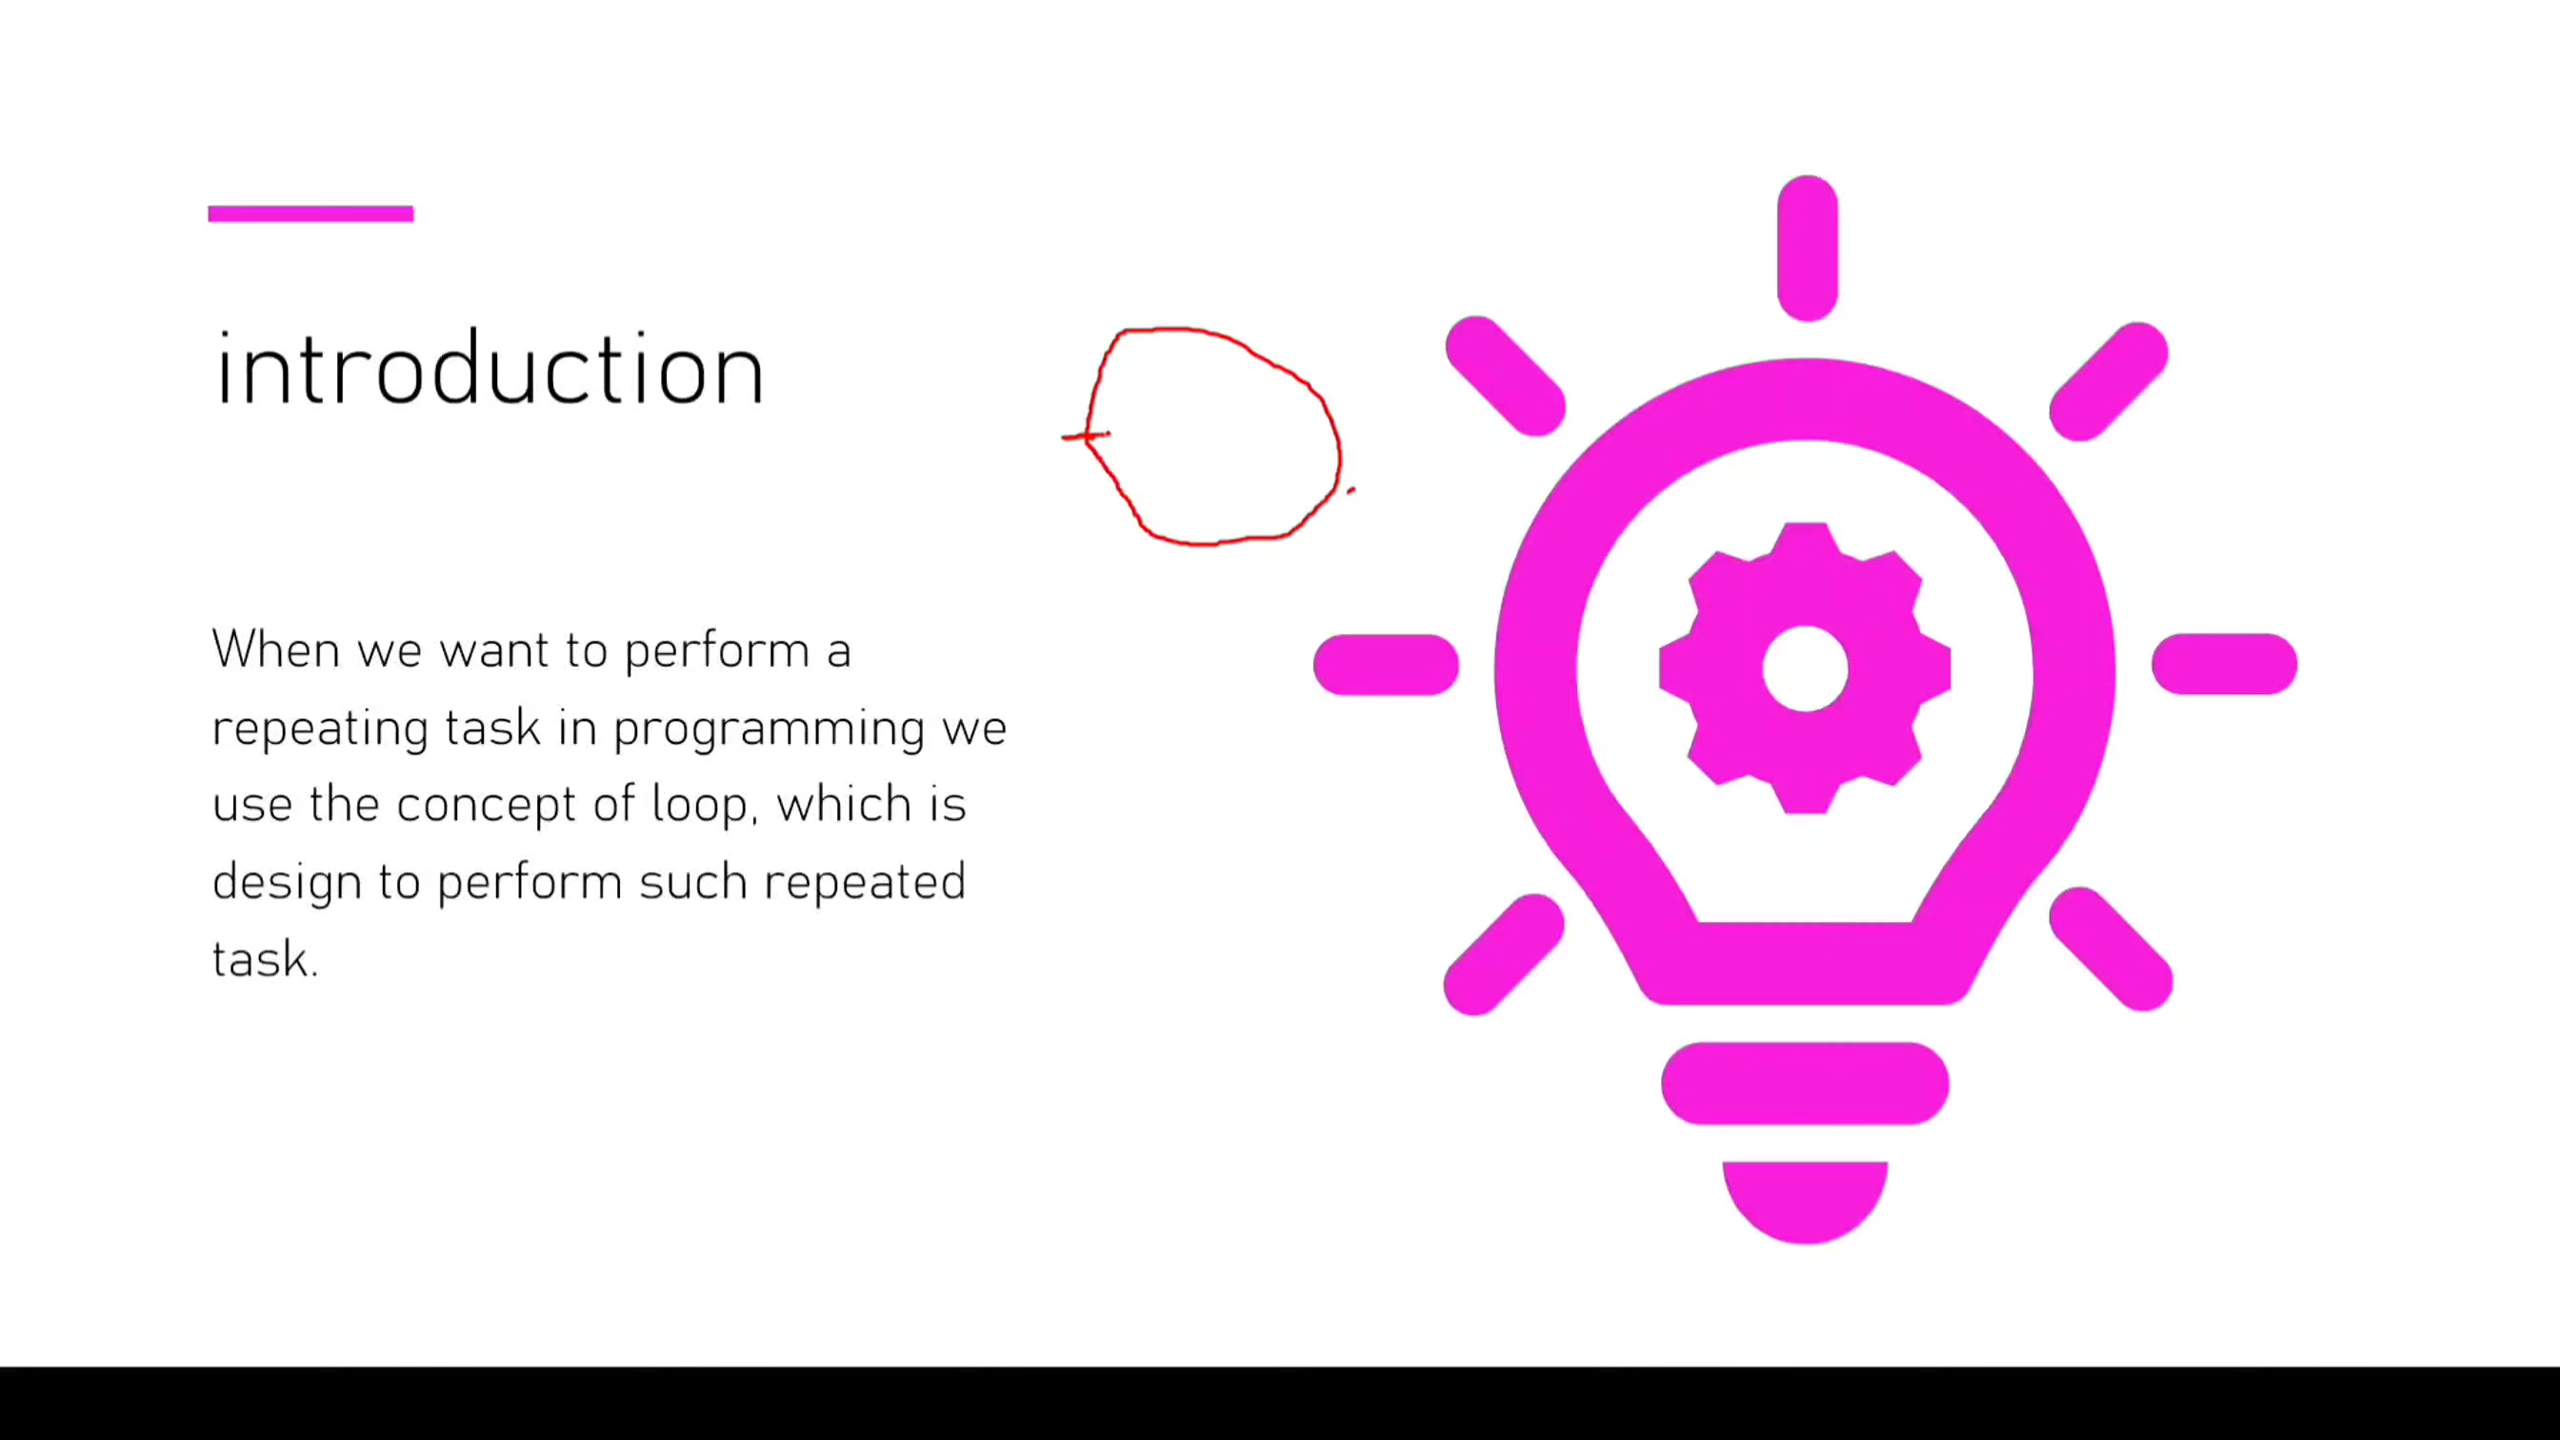 introduction
When we want to perform a
repeating task in programming we
use the concept of loop, which is
design to perform such repeated
task.